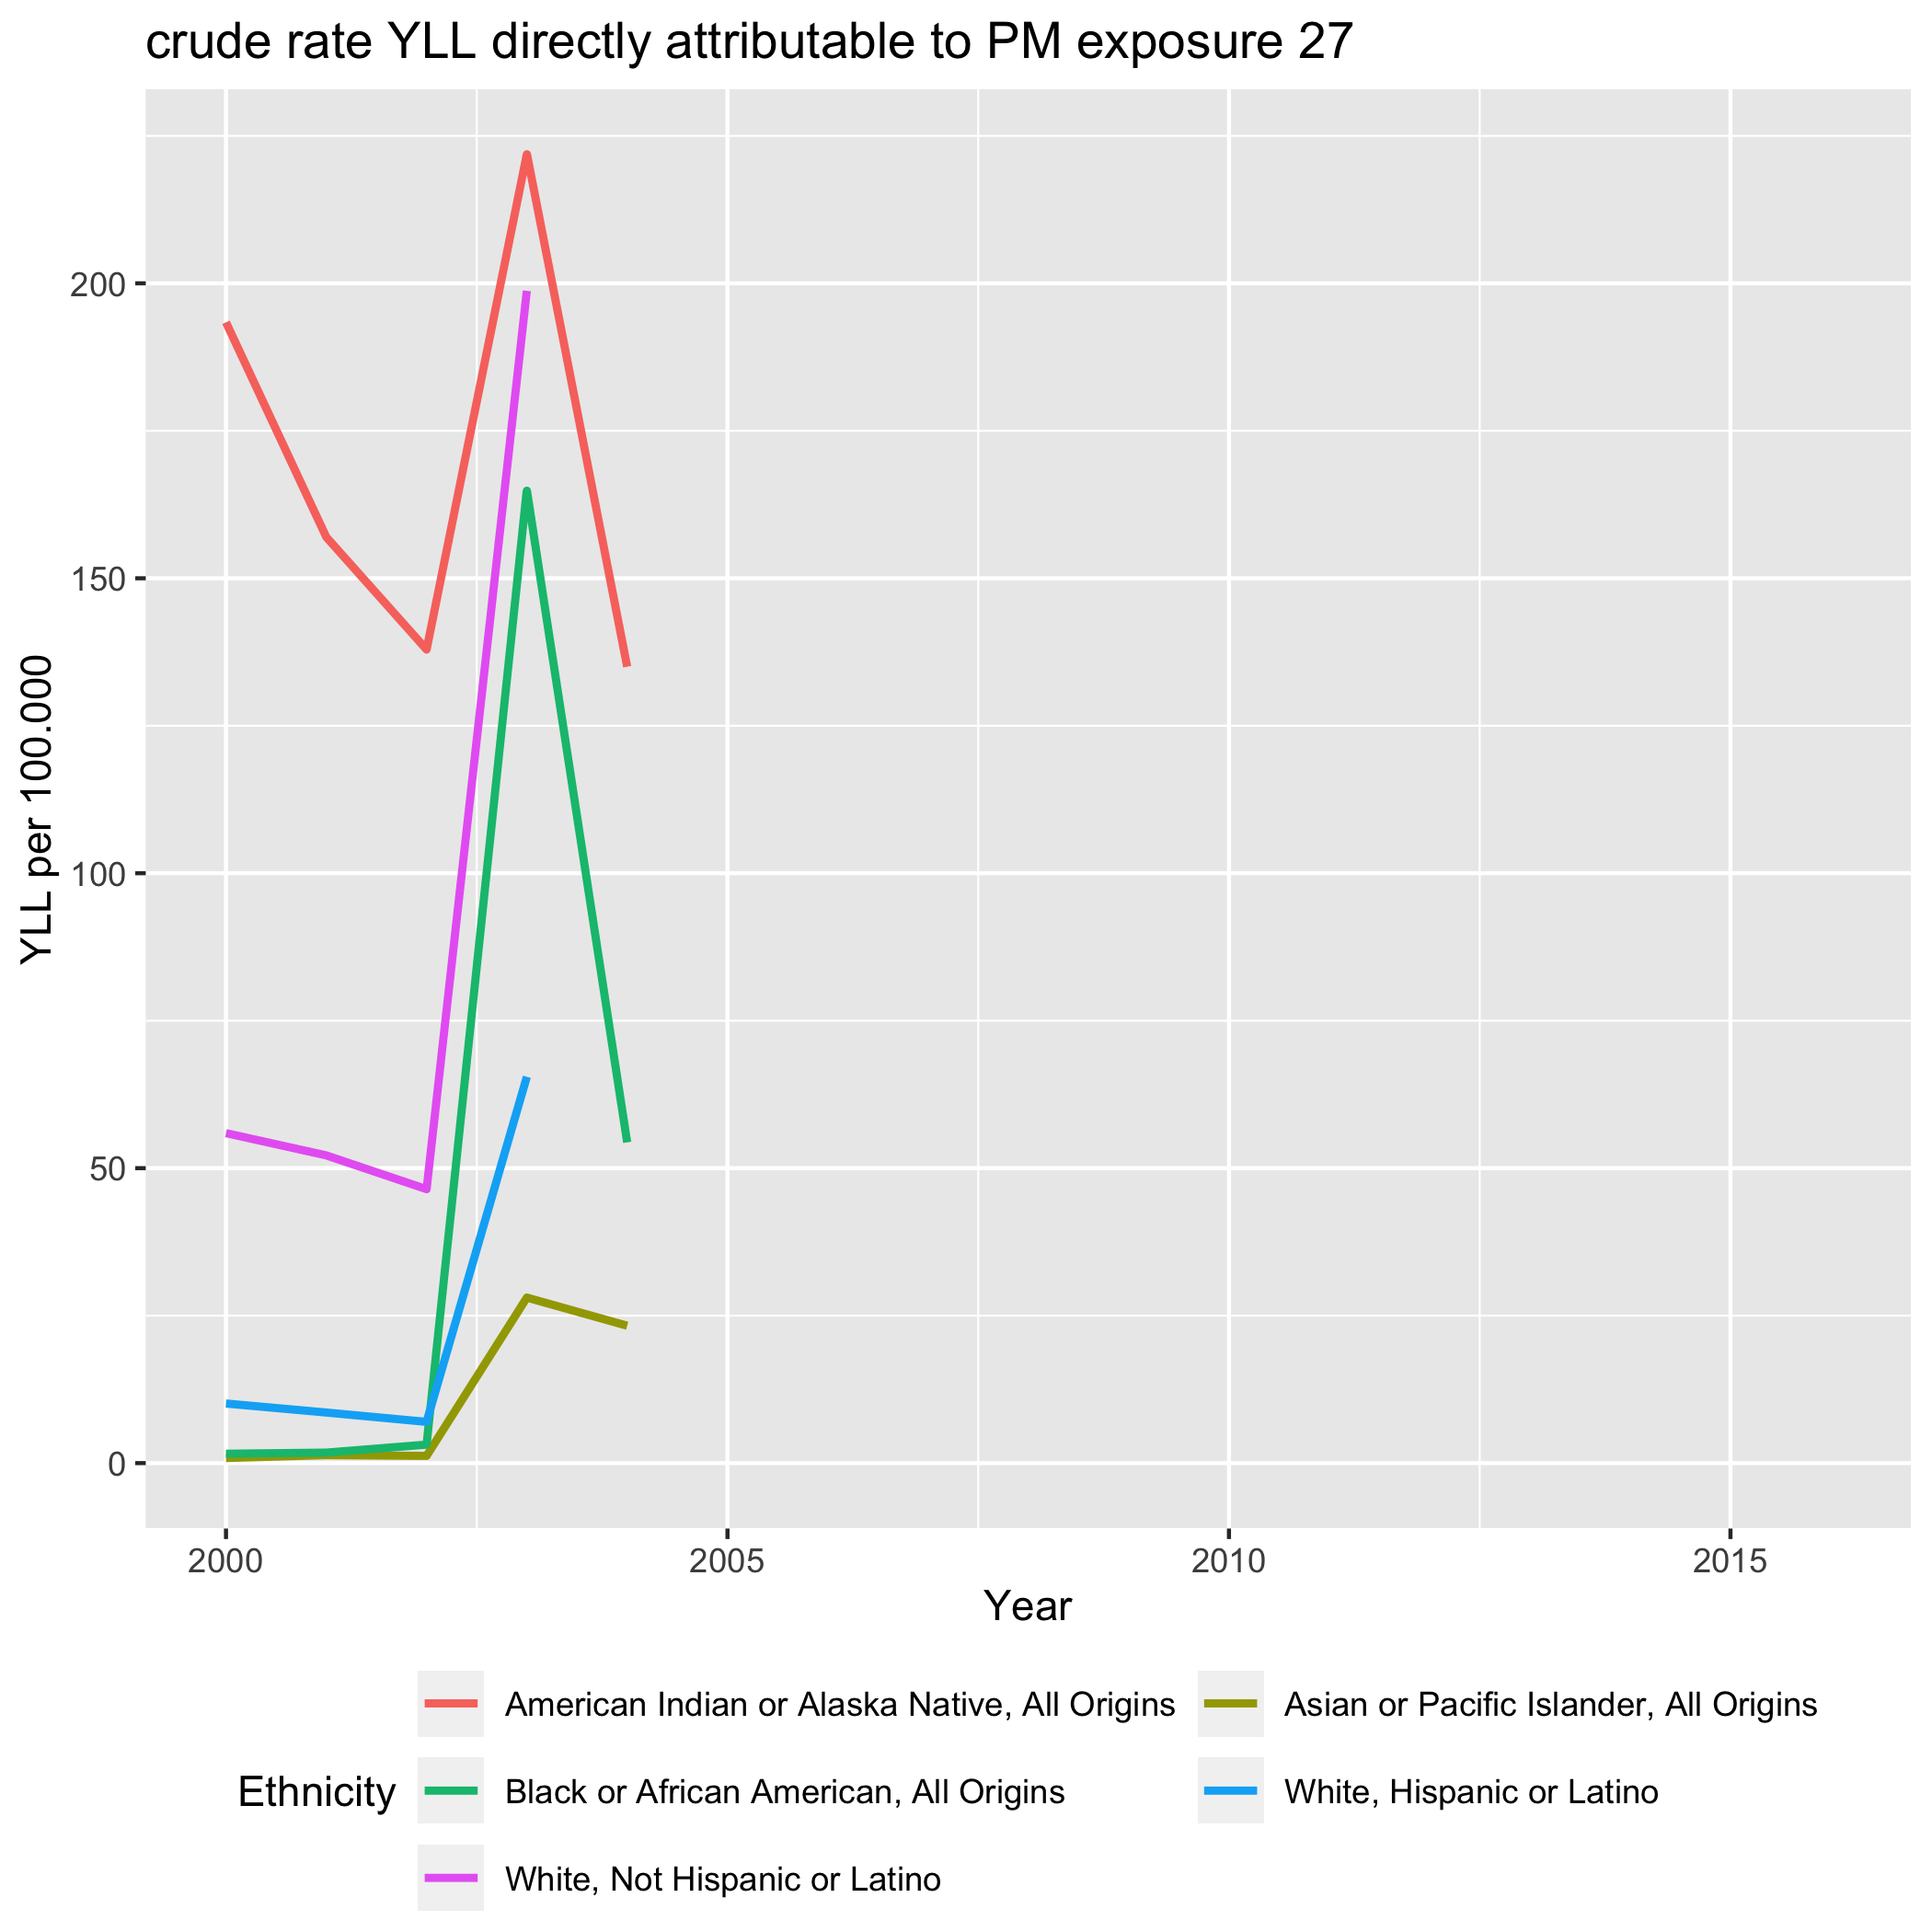 crude rate YLL directly attributable to PM exposure 27
YLL per 100.000
200
150
100
50
0
2000 2005 2010 2015
Year
Ethnicity
American Indian or Alaska Native, All Origins
Asian or Pacific Islander, All Origins
Black or African American, All Origins
White, Hispanic or Latino
White, Not Hispanic or Latino